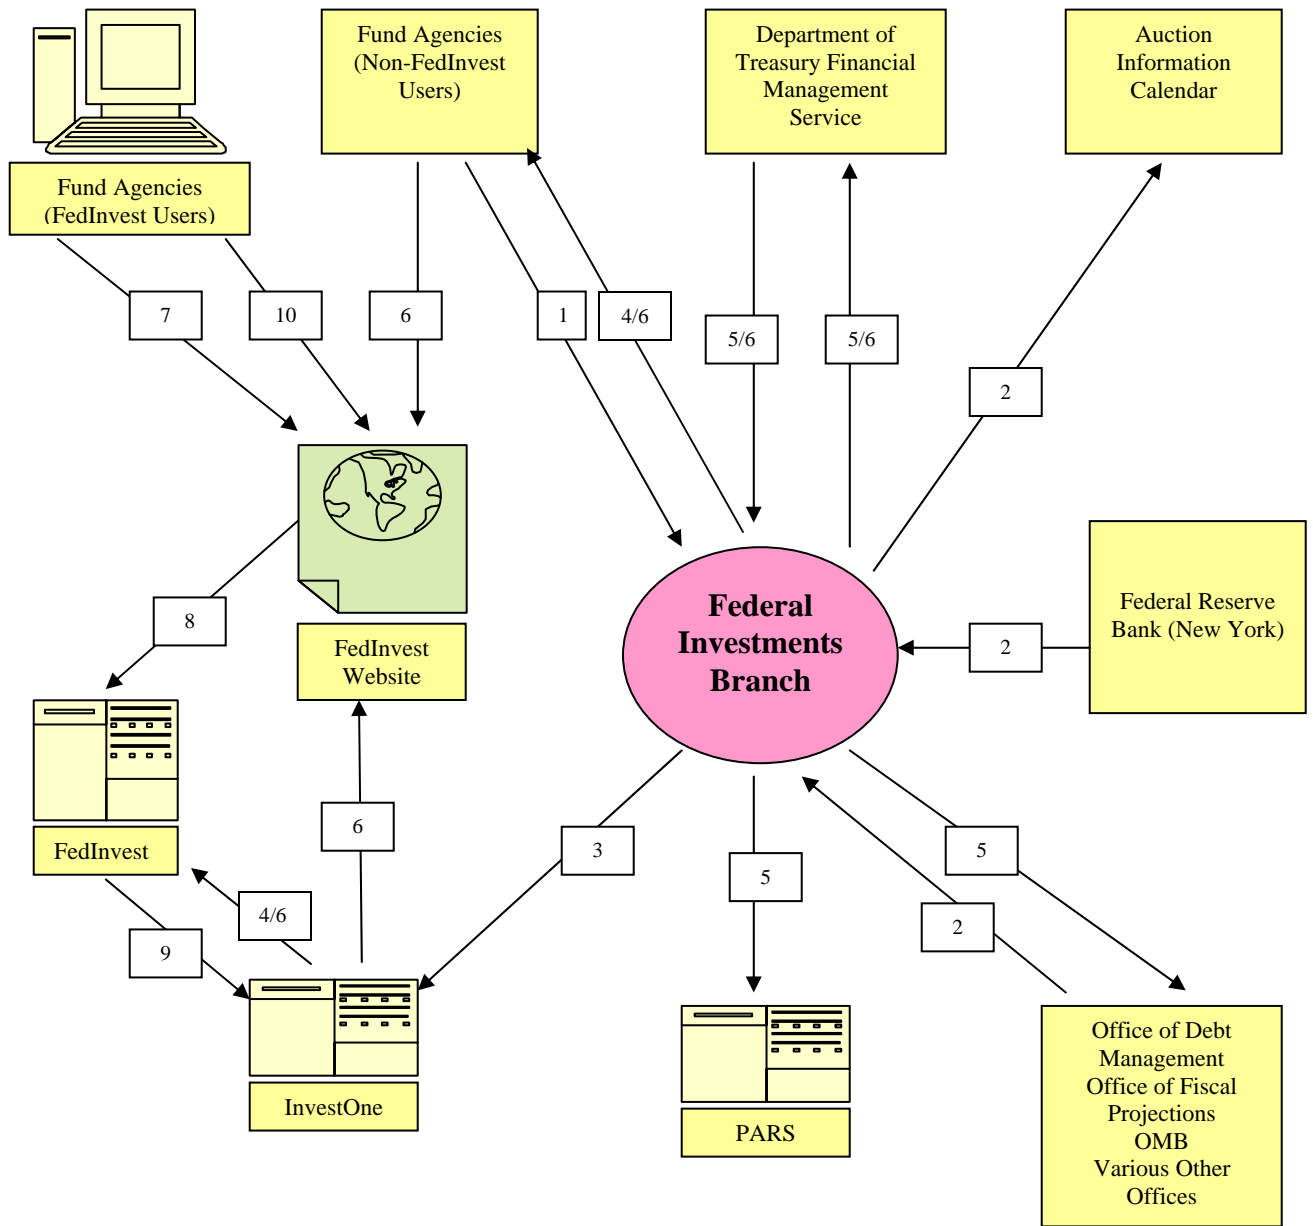 Fund Agencies
(Non-FedInvest
Users)
Department of
Treasury Financial
Management
Service
Auction
Information
Calendar
Fund Agencies
(FedInvest Users)
7
10
6
1
4/6
5/6
5/6
2
Federal
Investments
Branch
Federal Reserve
Bank (New York)
2
8
FedInvest
Website
FedInvest
6
3
5
5
4/6
9
2
InvestOne
PARS
Office of Debt
Management
Office of Fiscal
Projections
OMB
Various Other
Offices